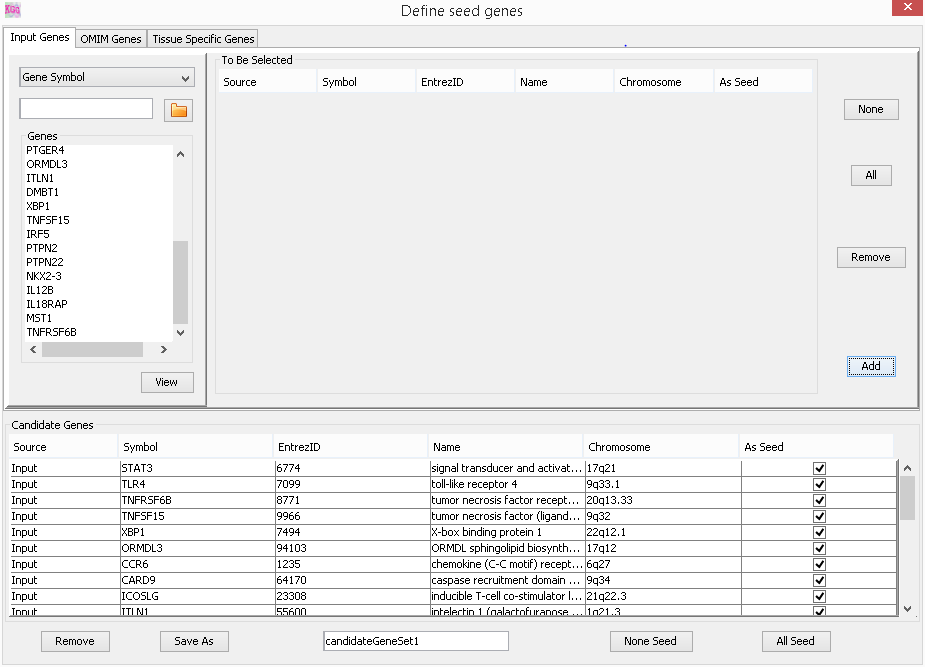 XGQ
Define seed genes
Input Genes OMIM Genes Tissue Specific Genes
Gene Symbol
Genes
PTGER4
ORMDL3
ITLN1
DMBT1
XBP1
TNFSF15
IRF5
PTPN2
PTPN22
NKX2-3
IL12B
IL18RAP
MST1
TNFRSF6B
View
To Be Selected
Source Symbol EntrezID Name Chromosome As Seed
None
All
Remove
Add
Candidate Genes
Source Symbol EntrezID Name Chromosome As Seed
Input STAT3 6774 signal transducer and activat... 17q21
Input TLR4 7099 toll-like receptor 4 9q33.1
Input TNFRSF6B 8771 tumor necrosis factor recept... 20q13.33
Input TNFSF15 9966 tumor necrosis factor (ligand... 9q32
Input XBP1 7494 X-box binding protein 1 22q12.1
Input ORMDL3 94103 ORMDL sphingolipid biosynth... 17q12
Input CCR6 1235 chemokine (C-C motif) recept... 6q27
Input CARD9 64170 caspase recruitment domain ... 9q34
Input ICOSLG 23308 inducible T-cell co-stimulator l... 21q22.3
Input ITLN1 55600 intelectin 1 (galactofuranose ... 1q21.3
Remove Save As candidateGeneSet1 None Seed All Seed